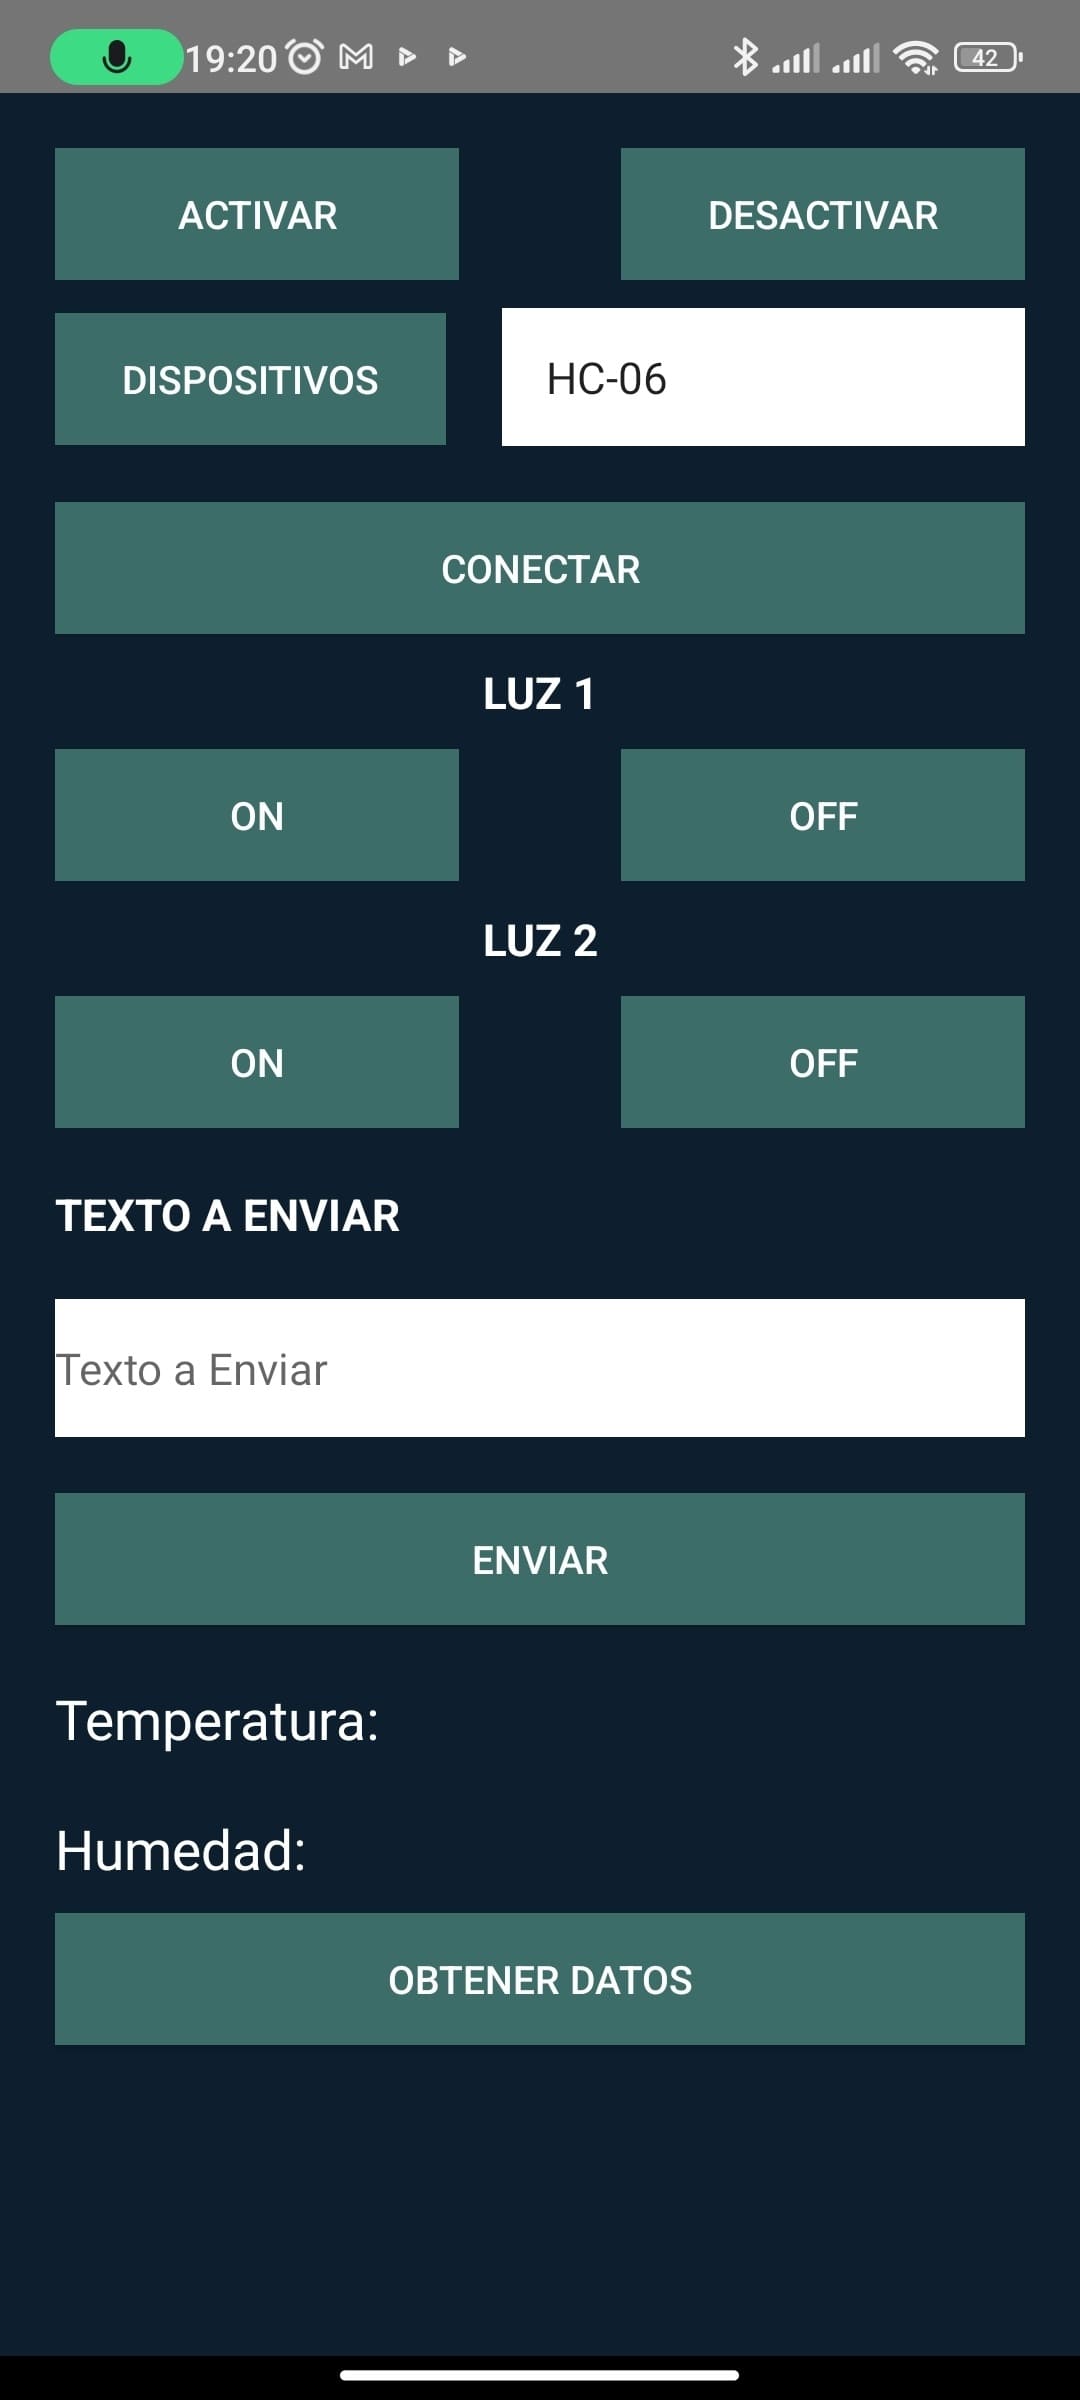 19:20 42
ACTIVAR DESACTIVAR
DISPOSITIVOS HC-06
CONECTAR
LUZ 1
ON OFF
LUZ 2
ON OFF
TEXTO A ENVIAR
Texto a Enviar
ENVIAR
Temperatura:
Humedad:
OBTENER DATOS